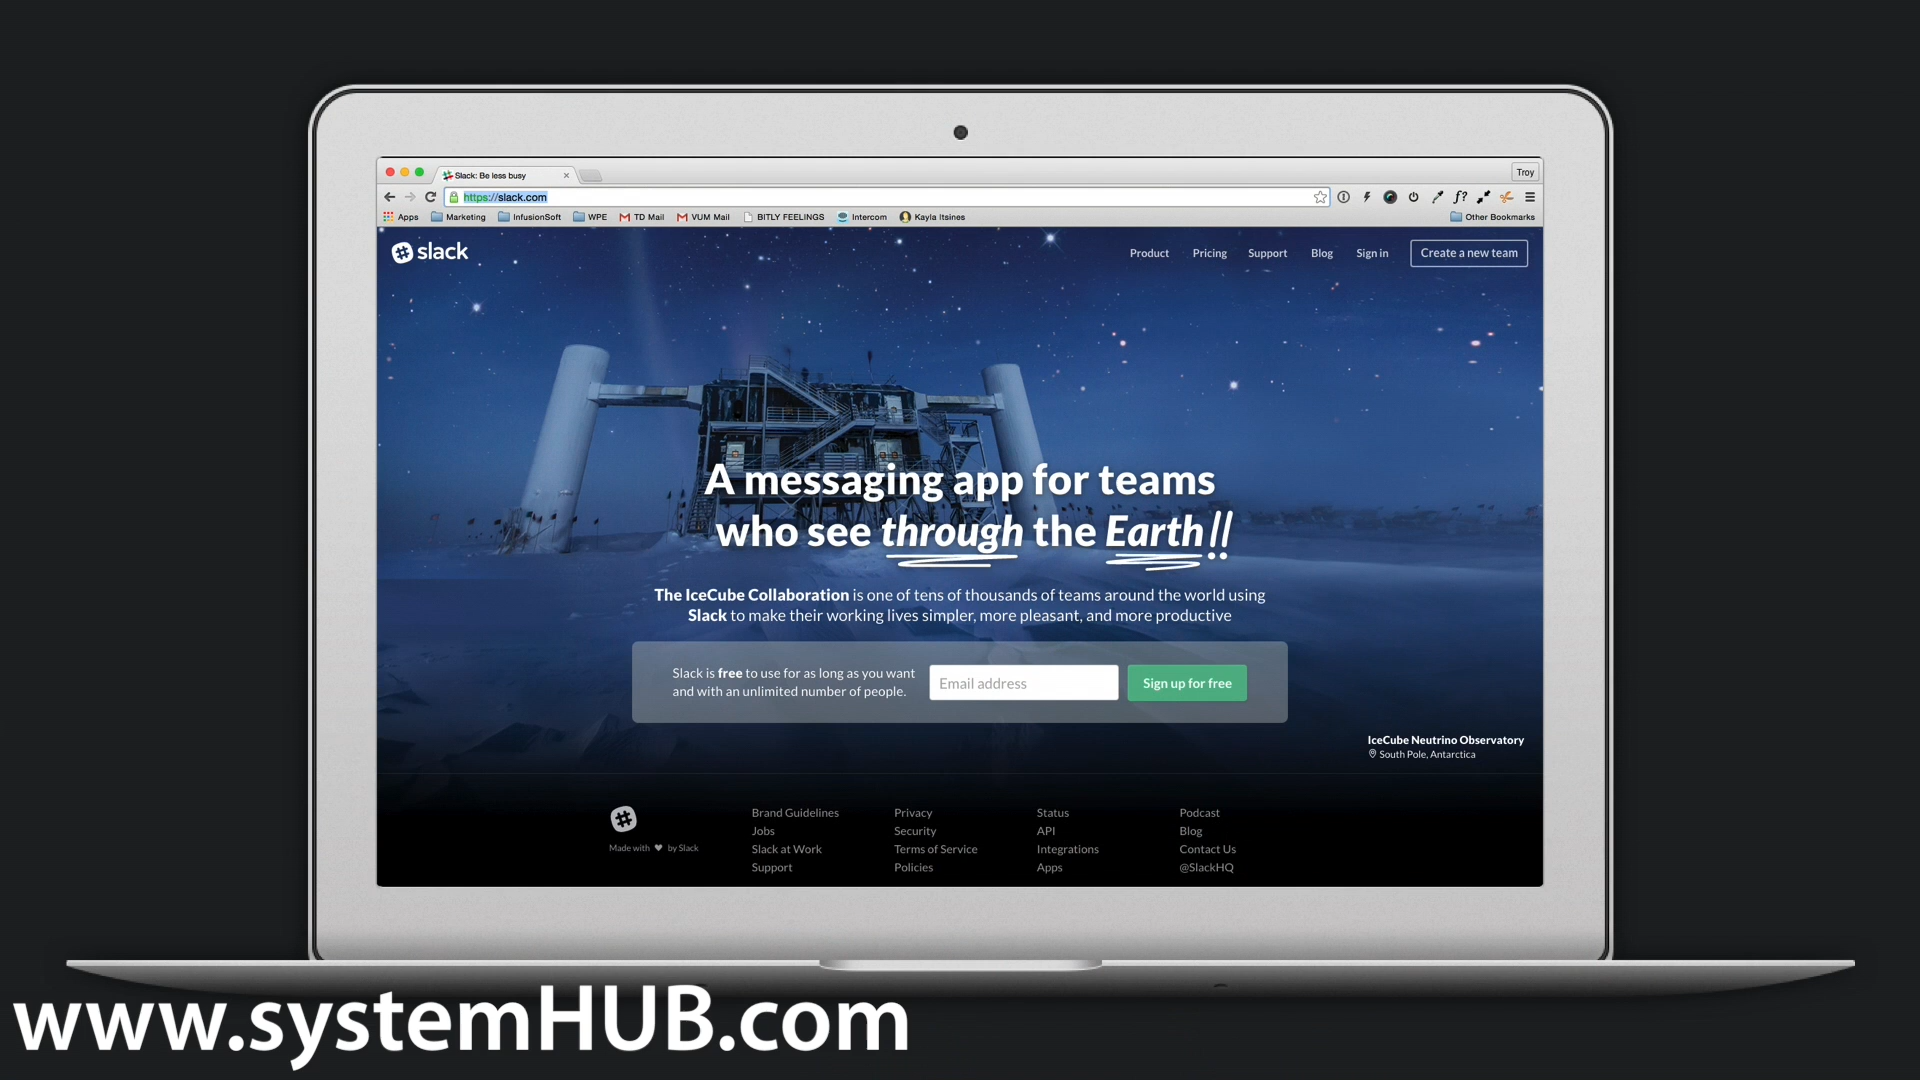 Slack: Be less busy
Troy
https://slack.com
Apps Marketing InfusionSoft WPE TD Mail VUM Mail BITLY FEELINGS Intercom Kayla Itsines Other Bookmarks
slack
Product Pricing Support Blog Sign in Create a new team
A messaging app for teams
who see through the Earth!!
The IceCube Collaboration is one of tens of thousands of teams around the world using
Slack to make their working lives simpler, more pleasant, and more productive
Slack is free to use for as long as you want
and with an unlimited number of people.
Email address
Sign up for free
IceCube Neutrino Observatory
South Pole, Antarctica
Made with ♥ by Slack
Brand Guidelines
Jobs
Slack at Work
Support
Privacy
Security
Terms of Service
Policies
Status
API
Integrations
Apps
Podcast
Blog
Contact Us
@SlackHQ
www.systemHUB.com